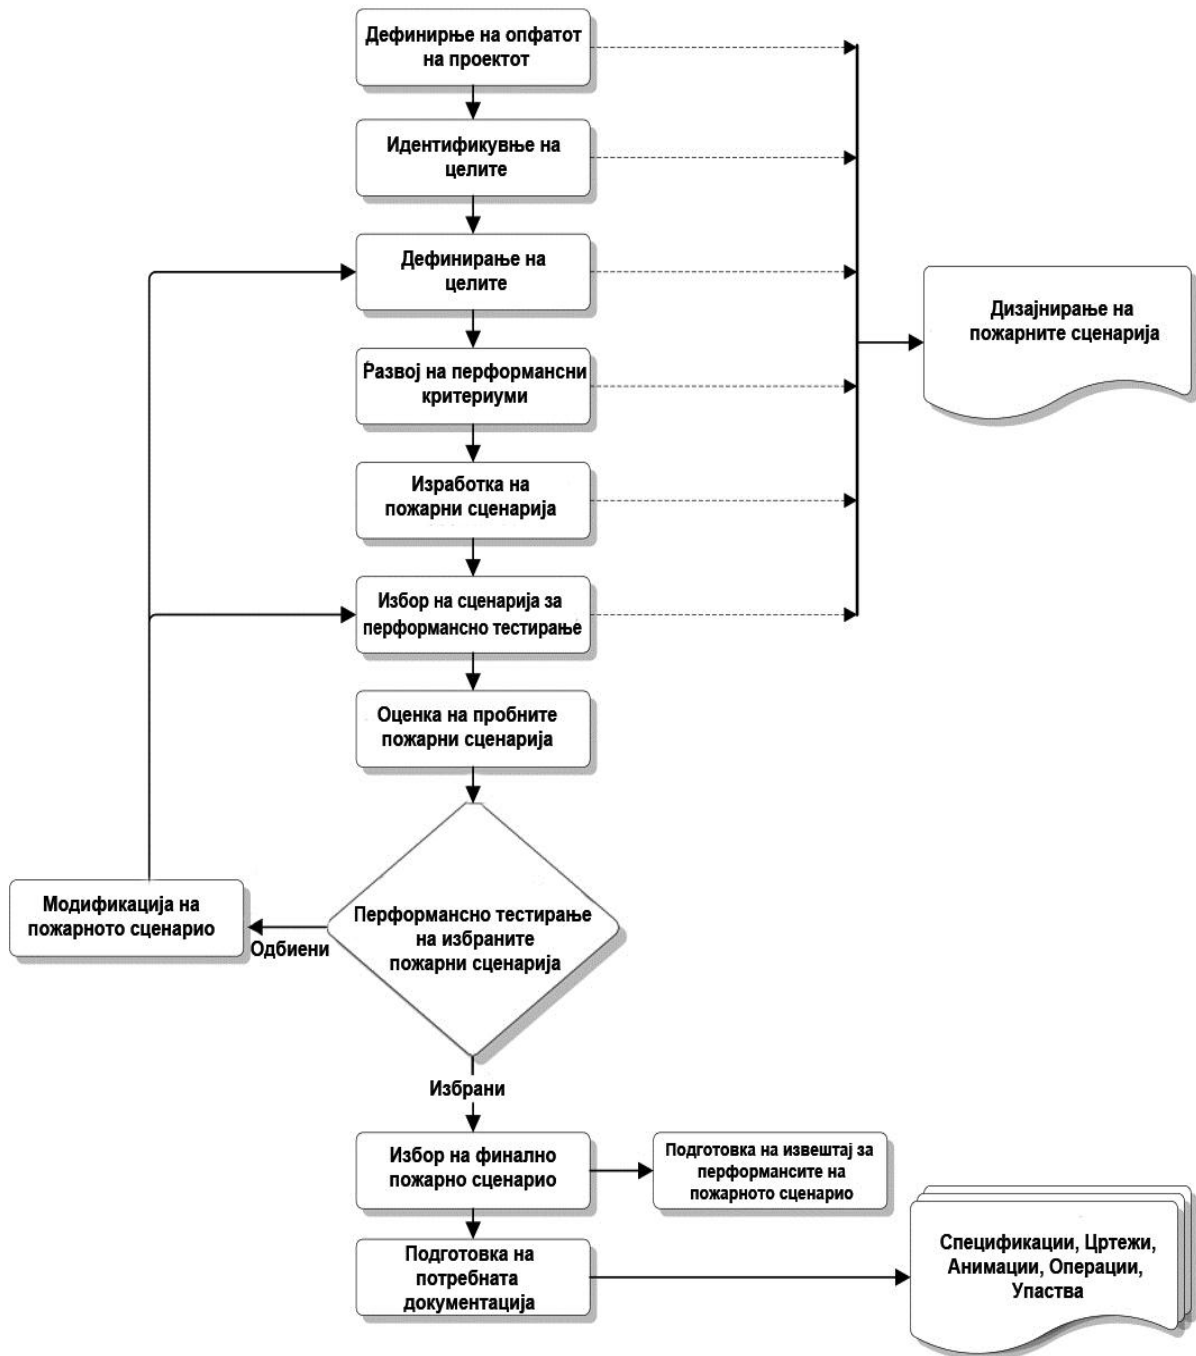 Дефинирње на опфатот
на проектот
Идентификувње на
целите
Дефинирање на
целите
Развој на перформансни
критериуми
Изработка на
пожарни сценарија
Избор на сценарија за
перформансно тестирање
Оценка на пробните
пожарни сценарија
Дизајнирање на
пожарните сценарија
Модификација на
пожарното сценарио
Одбиени
Перформансно тестирање
на избраните
пожарни сценарија
Избрани
Избор на финално
пожарно сценарио
Подготовка на извештај за
перформансите на
пожарното сценарио
Подготовка на
потребната
документација
Спецификации, Цртежи,
Анимации, Операции,
Упаства